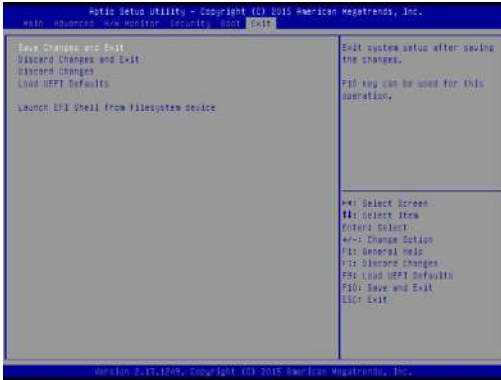 Aptio Setup Utility - Copyright (C) 2015 American Megatrends, Inc.
Main Advanced H/W Monitor Security Boot Exit
Save Changes and Exit
Discard Changes and Exit
Discard Changes
Load UEFI Defaults
Launch EFI Shell from filesystem device
Exit system setup after saving
the changes.
F10 key can be used for this
operation.
→←: Select Screen
↑↓: Select Item
Enter: Select
+/-: Change Option
F1: General Help
F7: Discard Changes
F9: Load UEFI Defaults
F10: Save and Exit
ESC: Exit
Version 2.17.1249. Copyright (C) 2015 American Megatrends, Inc.